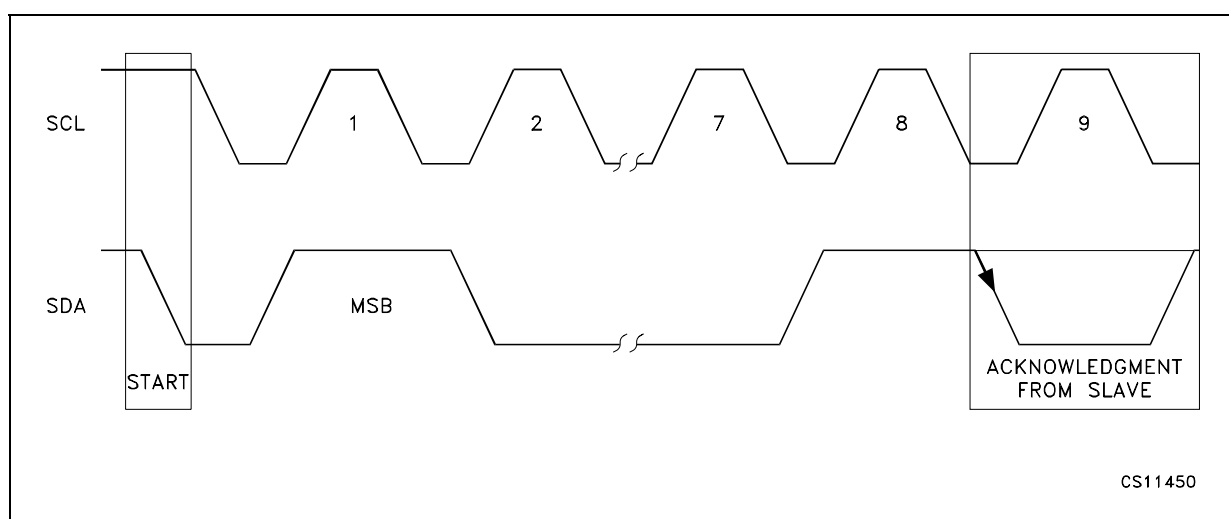 SCL
1
2
7
8
9
SDA
MSB
START
ACKNOWLEDGMENT
FROM SLAVE
CS11450